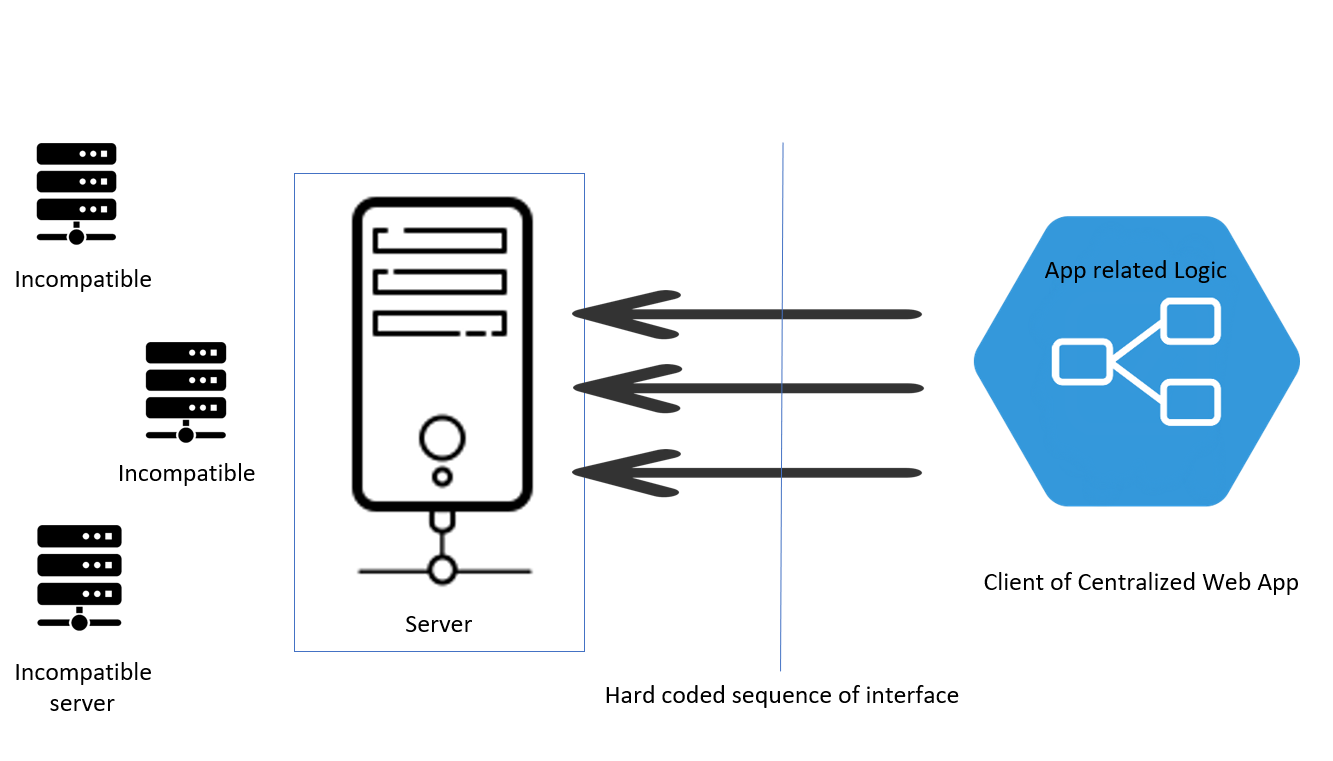 Incompatible
Incompatible
Incompatible
server
Server
Hard coded sequence of interface
App related Logic
Client of Centralized Web App